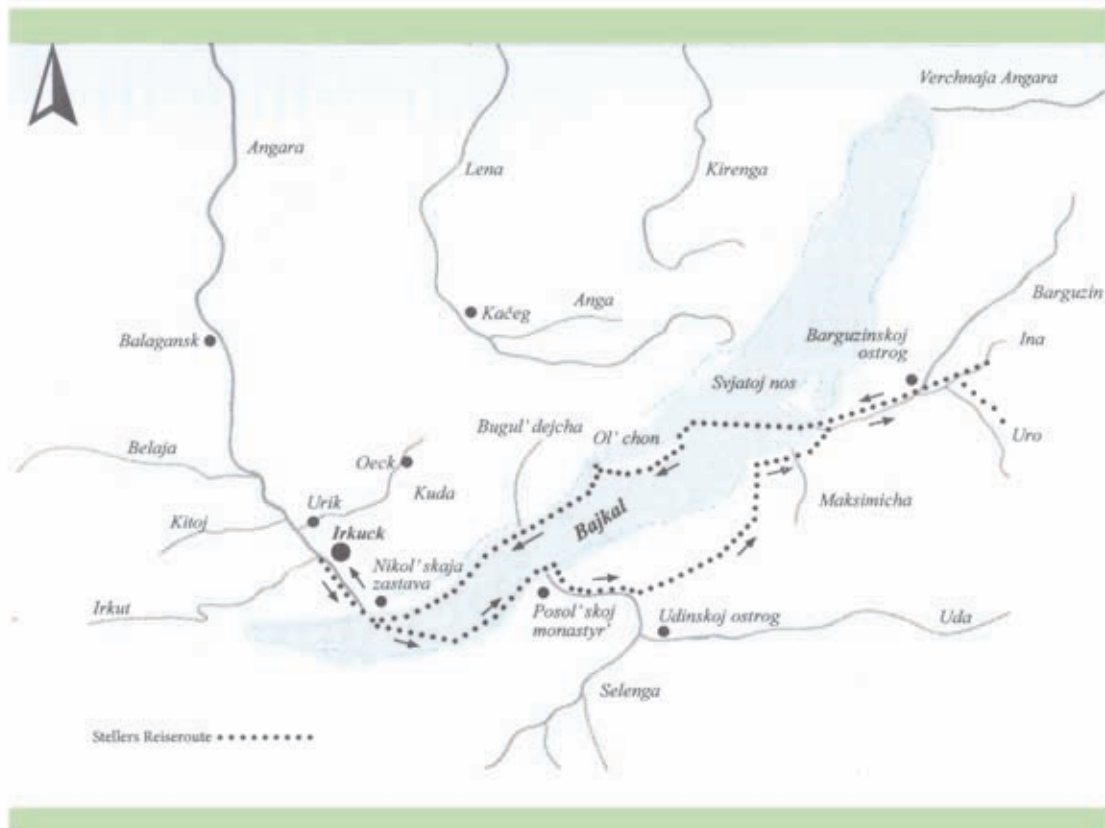 Verchnaja Angara
Angara
Lena
Kirenga
Barguzin
Kačeg
Anga
Balagansk
Barguzinskoj
ostrog
Ina
Svjatoj nos
Bugul' dejcha
Ol' chon
Uro
Belaja
Oeck
Kuda
Urik
Maksimicha
Kitoj
Irkuck
Bajkal
Nikol' skaja
zastava
Irkut
Posol' skoj
monastyr'
Udinskoj ostrog
Uda
Selenga
Stellers Reiseroute